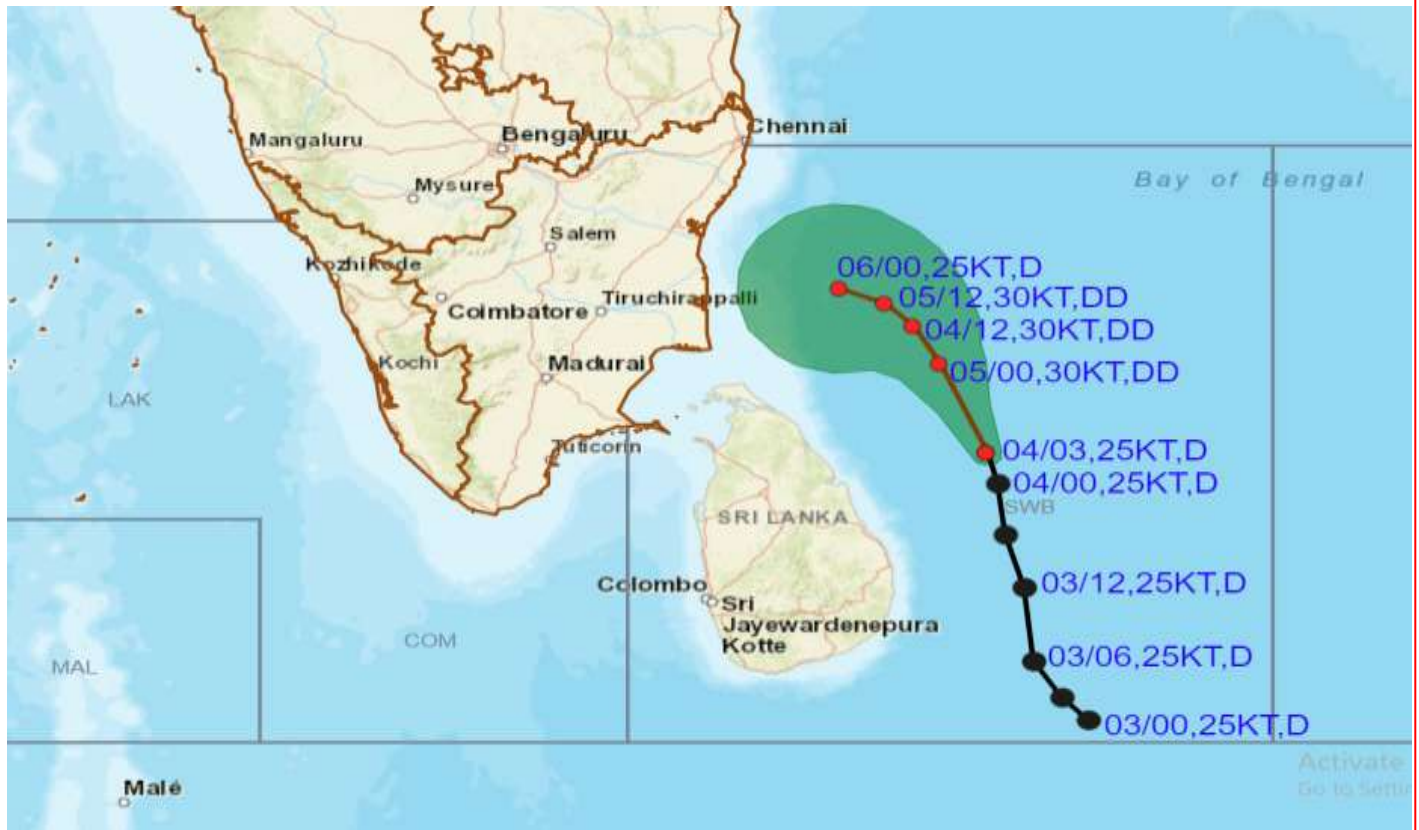 Chennai
Bengaluru
Mangaluru
Bay of Bengal
Mysure
Salem
Kozhikode
06/00,25KT,D
Coimbatore
Tiruchirappalli
05/12,30KT,DD
04/12,30KT,DD
Kochi
Madurai
05/00,30KT,DD
LAK
Tuticorin
04/03,25KT,D
04/00,25KT,D
SWB
SRI LANKA
Colombo
03/12,25KT,D
Sri
Jayewardenepura
Kotte
COM
MAL
03/06,25KT,D
03/00,25KT,D
Activate
Go to Settin
Malé